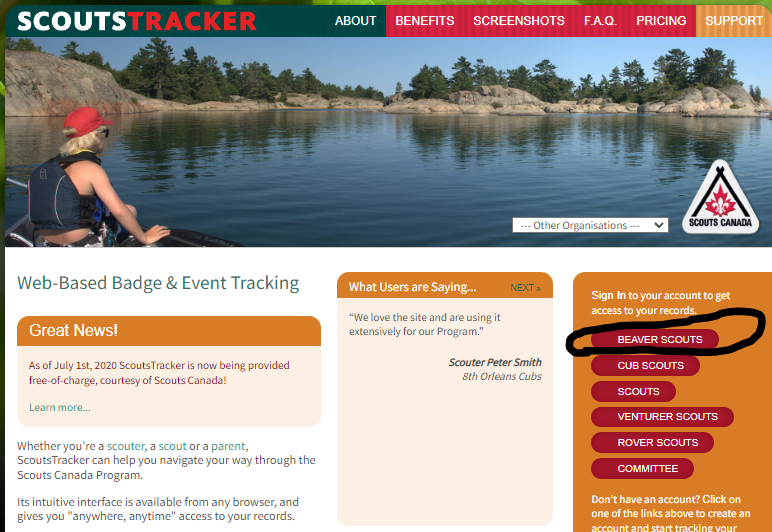 SCOUTSTRACKER
ABOUT BENEFITS SCREENSHOTS F.A.Q. PRICING SUPPORT
--- Other Organisations ---
SCOUTS CANADA
Web-Based Badge & Event Tracking
Great News!
As of July 1st, 2020 ScoutsTracker is now being provided
free-of-charge, courtesy of Scouts Canada!
Learn more...
Whether you're a scouter, a scout or a parent,
ScoutsTracker can help you navigate your way through the
Scouts Canada Program.
Its intuitive interface is available from any browser, and
gives you "anywhere, anytime" access to your records.
What Users are Saying... NEXT »
“We love the site and are using it
extensively for our Program.”
Scouter Peter Smith
8th Orleans Cubs
Sign In to your account to get
access to your records.
BEAVER SCOUTS
CUB SCOUTS
SCOUTS
VENTURER SCOUTS
ROVER SCOUTS
COMMITTEE
Don't have an account? Click on
one of the links above to create an
account and start tracking your